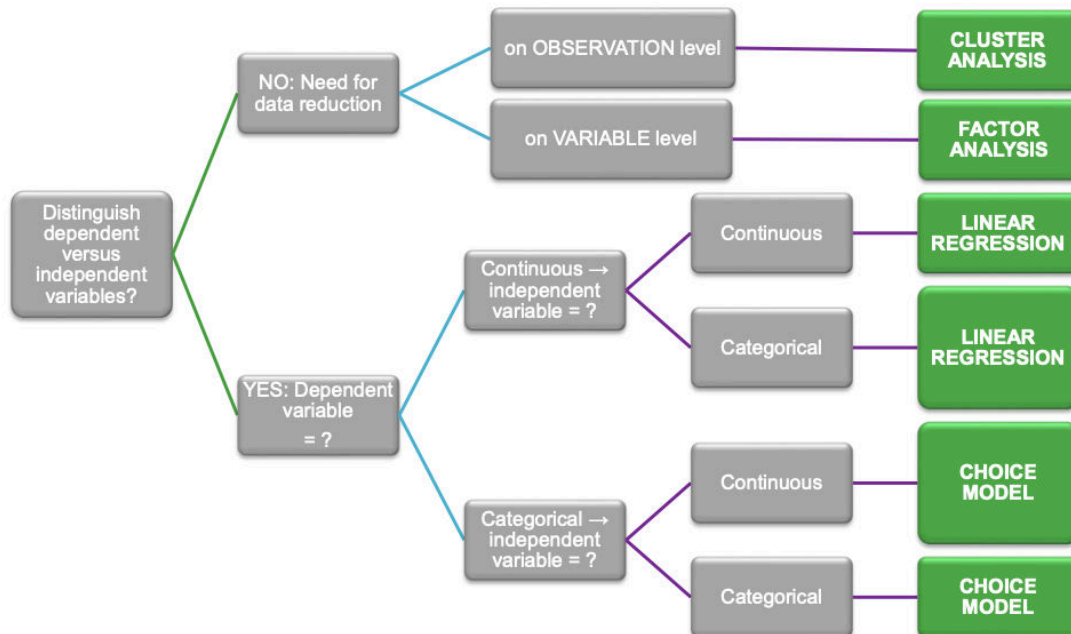 on OBSERVATION level
CLUSTER
ANALYSIS
NO: Need for
data reduction
on VARIABLE level
FACTOR
ANALYSIS
Distinguish
dependent
versus
independent
variables?
Continuous →
independent
variable = ?
Continuous
LINEAR
REGRESSION
Categorical
LINEAR
REGRESSION
YES: Dependent
variable
= ?
Categorical →
independent
variable = ?
Continuous
CHOICE
MODEL
Categorical
CHOICE
MODEL